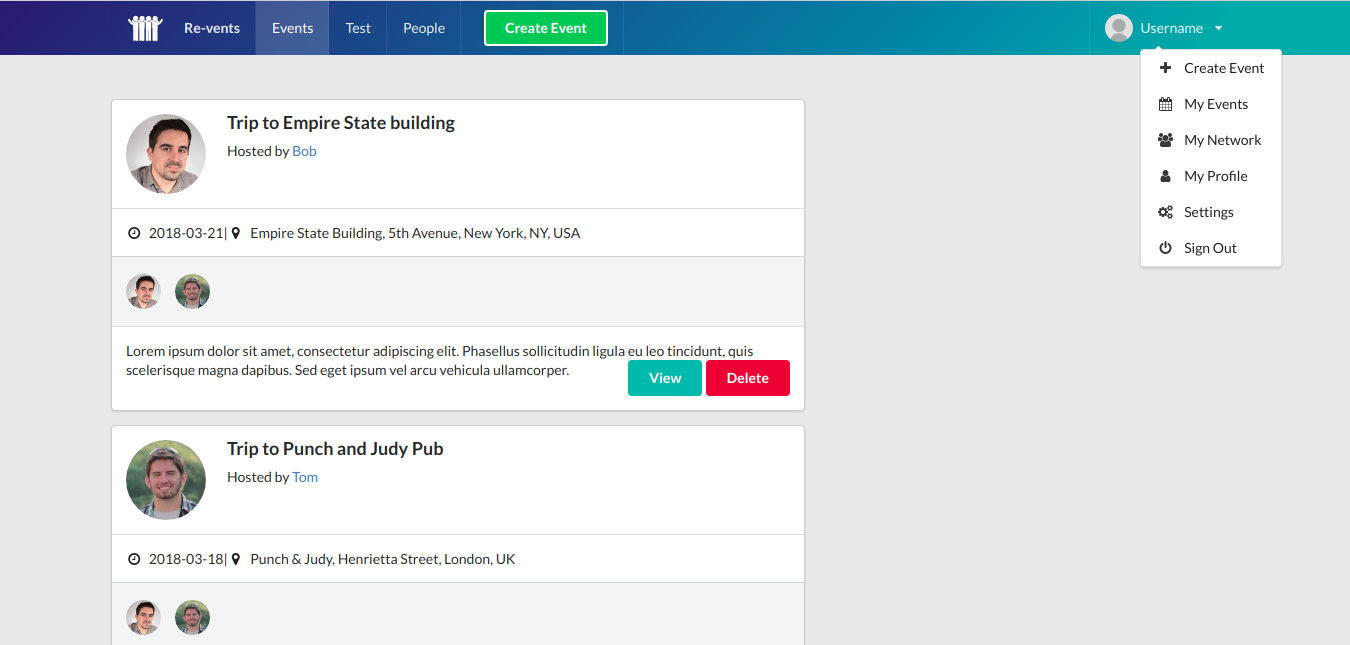 Re-vents Events Test People Create Event Username
Create Event
My Events
My Network
My Profile
Settings
Sign Out
Trip to Empire State building
Hosted by Bob
2018-03-21| Empire State Building, 5th Avenue, New York, NY, USA
Lorem ipsum dolor sit amet, consectetur adipiscing elit. Phasellus sollicitudin ligula eu leo tincidunt, quis
scelerisque magna dapibus. Sed eget ipsum vel arcu vehicula ullamcorper.
View Delete
Trip to Punch and Judy Pub
Hosted by Tom
2018-03-18| Punch & Judy, Henrietta Street, London, UK